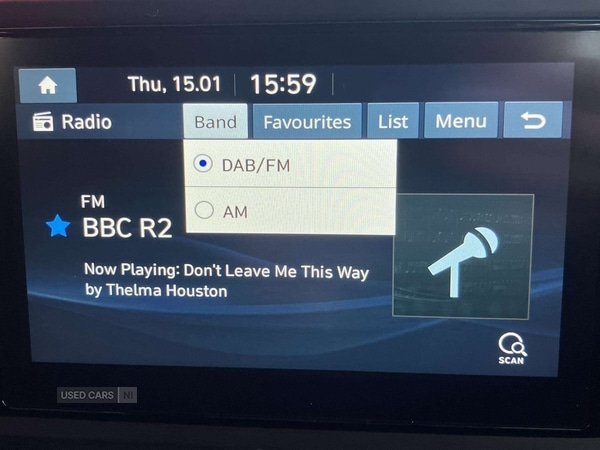 Thu, 15.01 15:59
Radio Band Favourites List Menu
DAB/FM
AM
FM
BBC R2
Now Playing: Don't Leave Me This Way
by Thelma Houston
SCAN
USED CARS NI